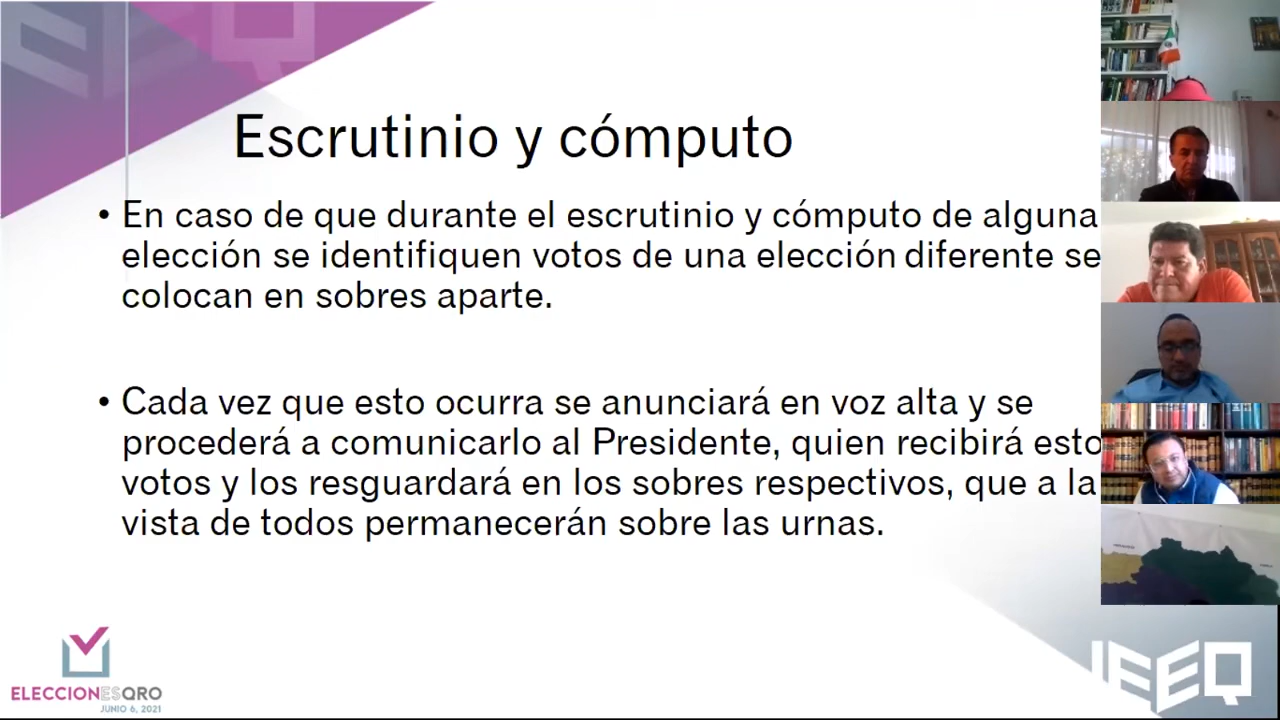 Escrutinio y cómputo
• En caso de que durante el escrutinio y cómputo de alguna
elección se identifiquen votos de una elección diferente se
colocan en sobres aparte.
• Cada vez que esto ocurra se anunciará en voz alta y se
procederá a comunicarlo al Presidente, quien recibirá esto
votos y los resguardará en los sobres respectivos, que a la
vista de todos permanecerán sobre las urnas.
ELECCIONESQRO
JUNIO 6, 2021
IEEQ